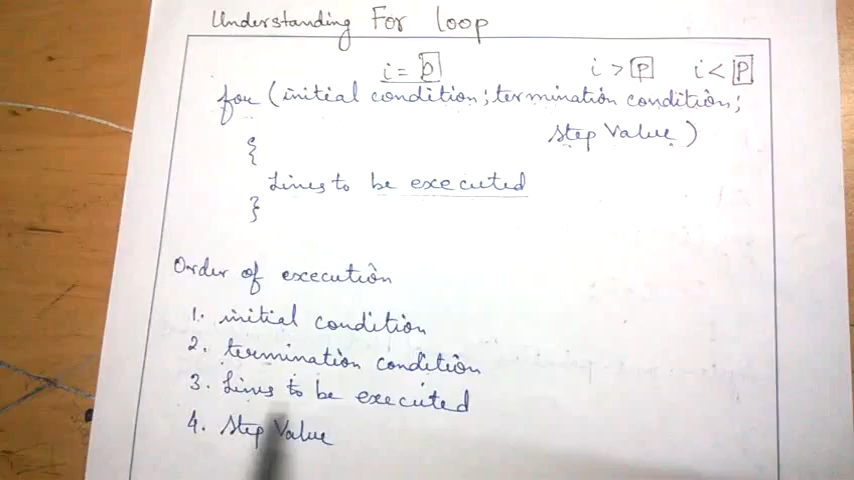 Understanding For loop
i = p i > p i < p
for (initial condition; termination condition;
step value)
{
Lines to be executed
}
Order of execution
1. initial condition
2. termination condition
3. Lines to be executed
4. Step Value